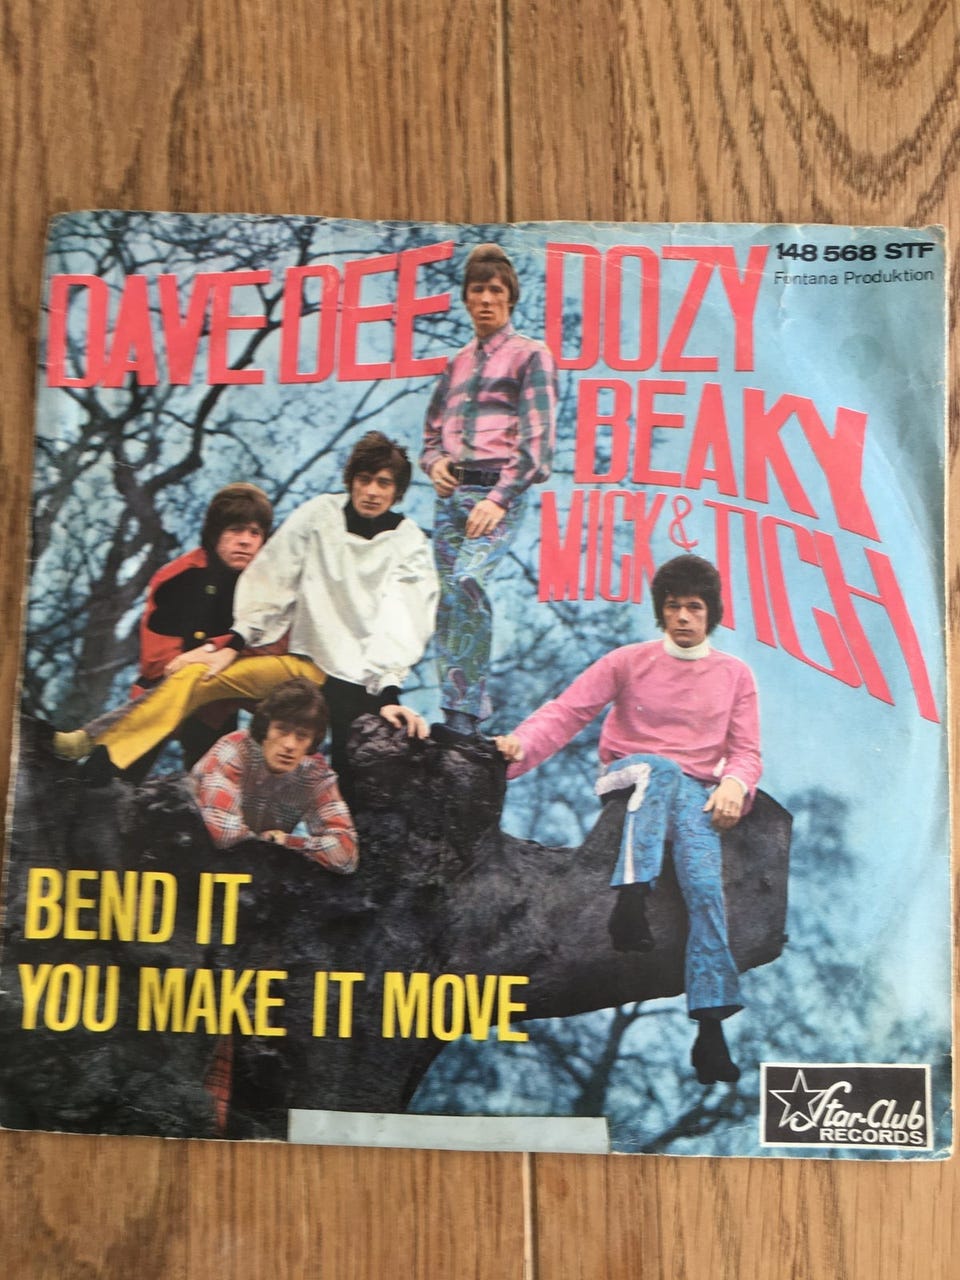 DAVE DEE DOZY
BEAKY
MICK & TICH
148 568 STF
Fontana Produktion
BEND IT
YOU MAKE IT MOVE
Star-Club
RECORDS